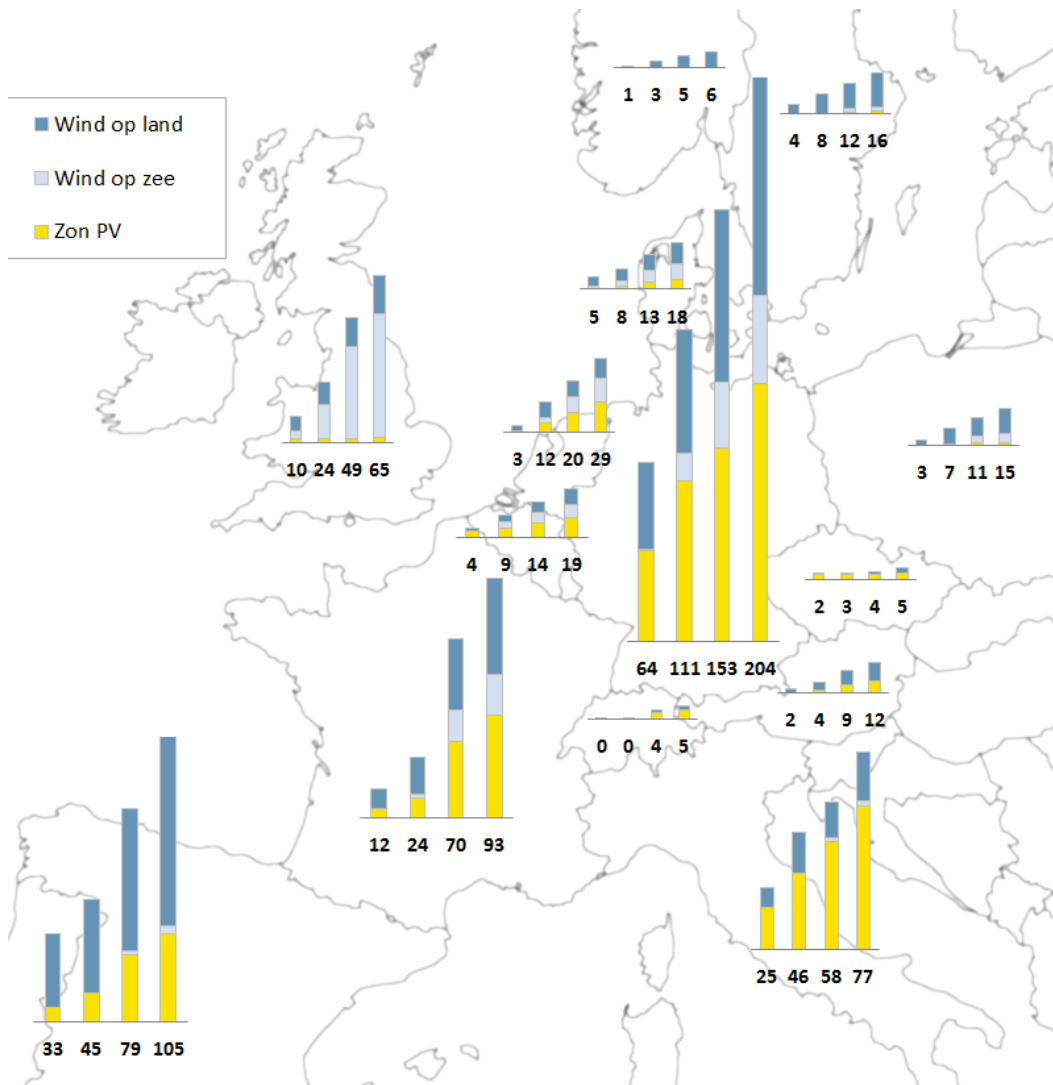 1 3 5 6
4 8 12 16
Wind op land
Wind op zee
Zon PV
5 8 13 18
10 24 49 65
3 12 20 29
3 7 11 15
4 9 14 19
2 3 4 5
64 111 153 204
2 4 9 12
0 0 4 5
12 24 70 93
25 46 58 77
33 45 79 105